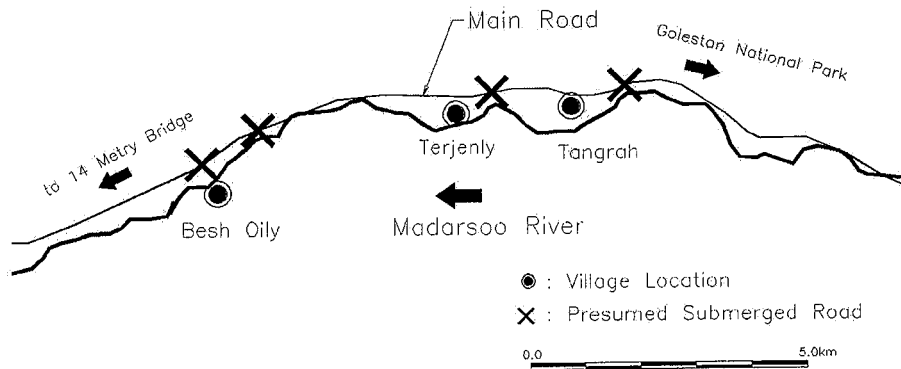 Main Road
Golestan National Park
to 14 Metry Bridge
Terjenly
Tangrah
Besh Oily
Madarsoo River
: Village Location
: Presumed Submerged Road
0.0
5.0km